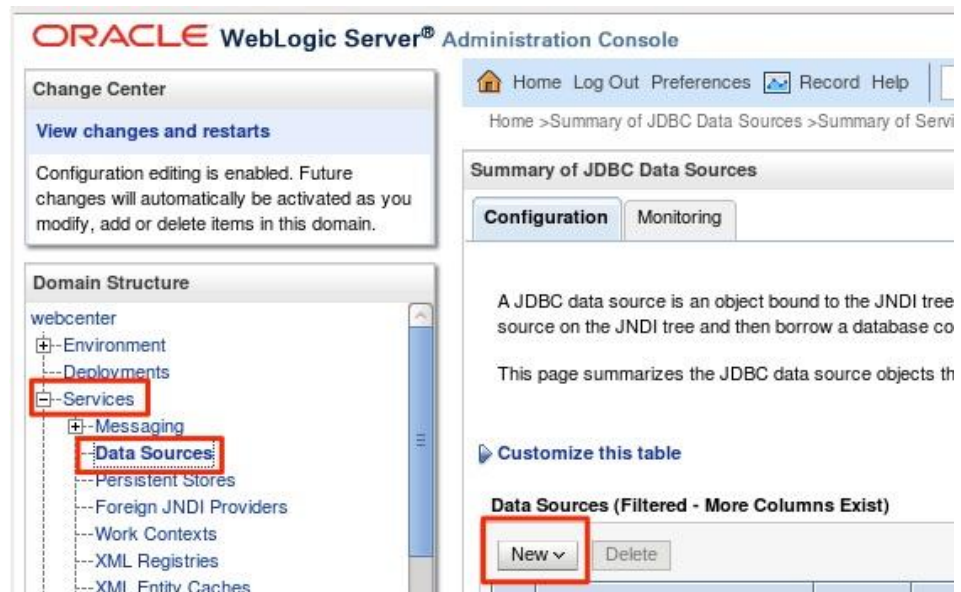 ORACLE WebLogic Server® Administration Console
Change Center
View changes and restarts
Configuration editing is enabled. Future
changes will automatically be activated as you
modify, add or delete items in this domain.
Domain Structure
webcenter
Environment
Deployments
Services
Messaging
Data Sources
Persistent Stores
Foreign JNDI Providers
Work Contexts
XML Registries
XML Entity Caches
Home Log Out Preferences Record Help
Home >Summary of JDBC Data Sources >Summary of Servi
Summary of JDBC Data Sources
Configuration Monitoring
A JDBC data source is an object bound to the JNDI tree
source on the JNDI tree and then borrow a database co
This page summarizes the JDBC data source objects th
Customize this table
Data Sources (Filtered - More Columns Exist)
New Delete